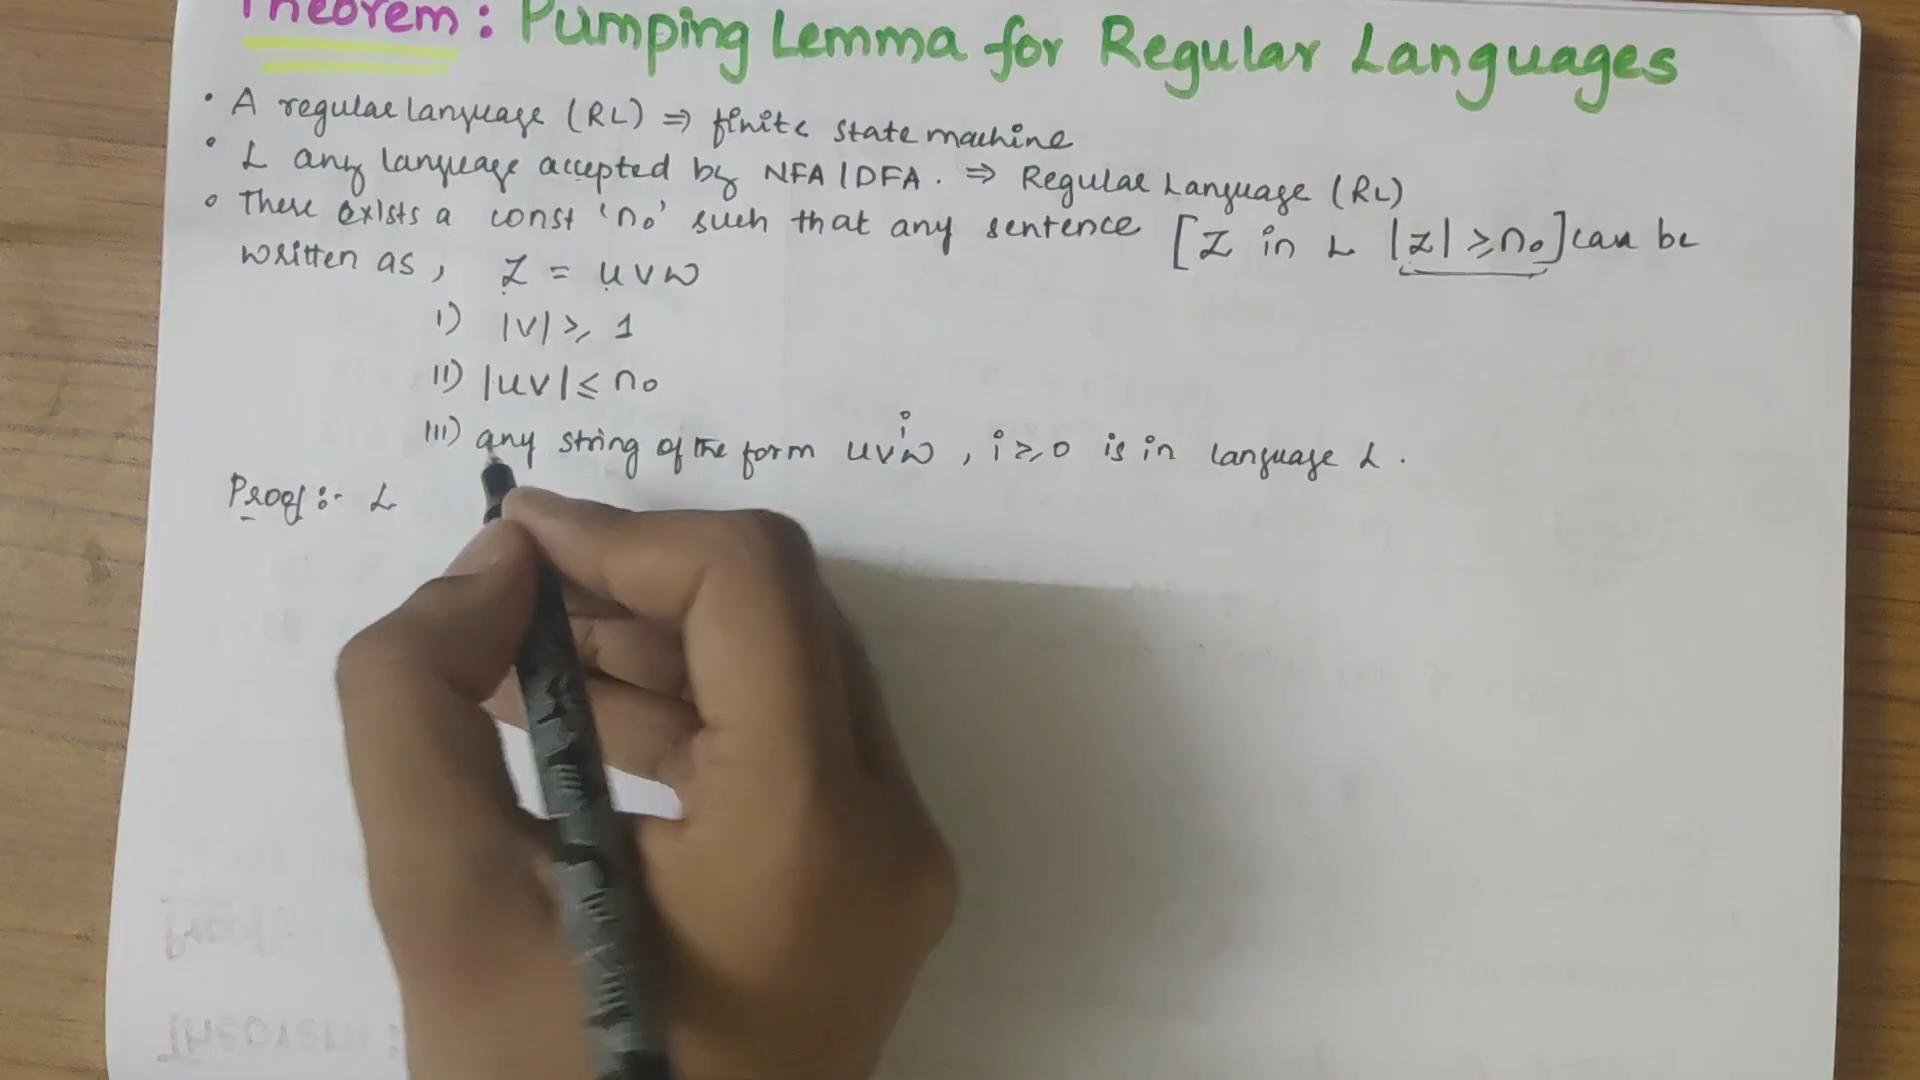 Theorem: Pumping Lemma for Regular Languages
• A regular language (RL) ⇒ finite state machine
• L any language accepted by NFA/DFA. ⇒ Regular Language (RL)
• There exists a const 'n₀' such that any sentence [Z in L |z| ≥ n₀] can be
written as, Z = uvw
i) |v| ≥ 1
ii) |uv| ≤ n₀
iii) any string of the form uvⁱw, i ≥ 0 is in language L.
Proof:- L
Proof:
Theorem: